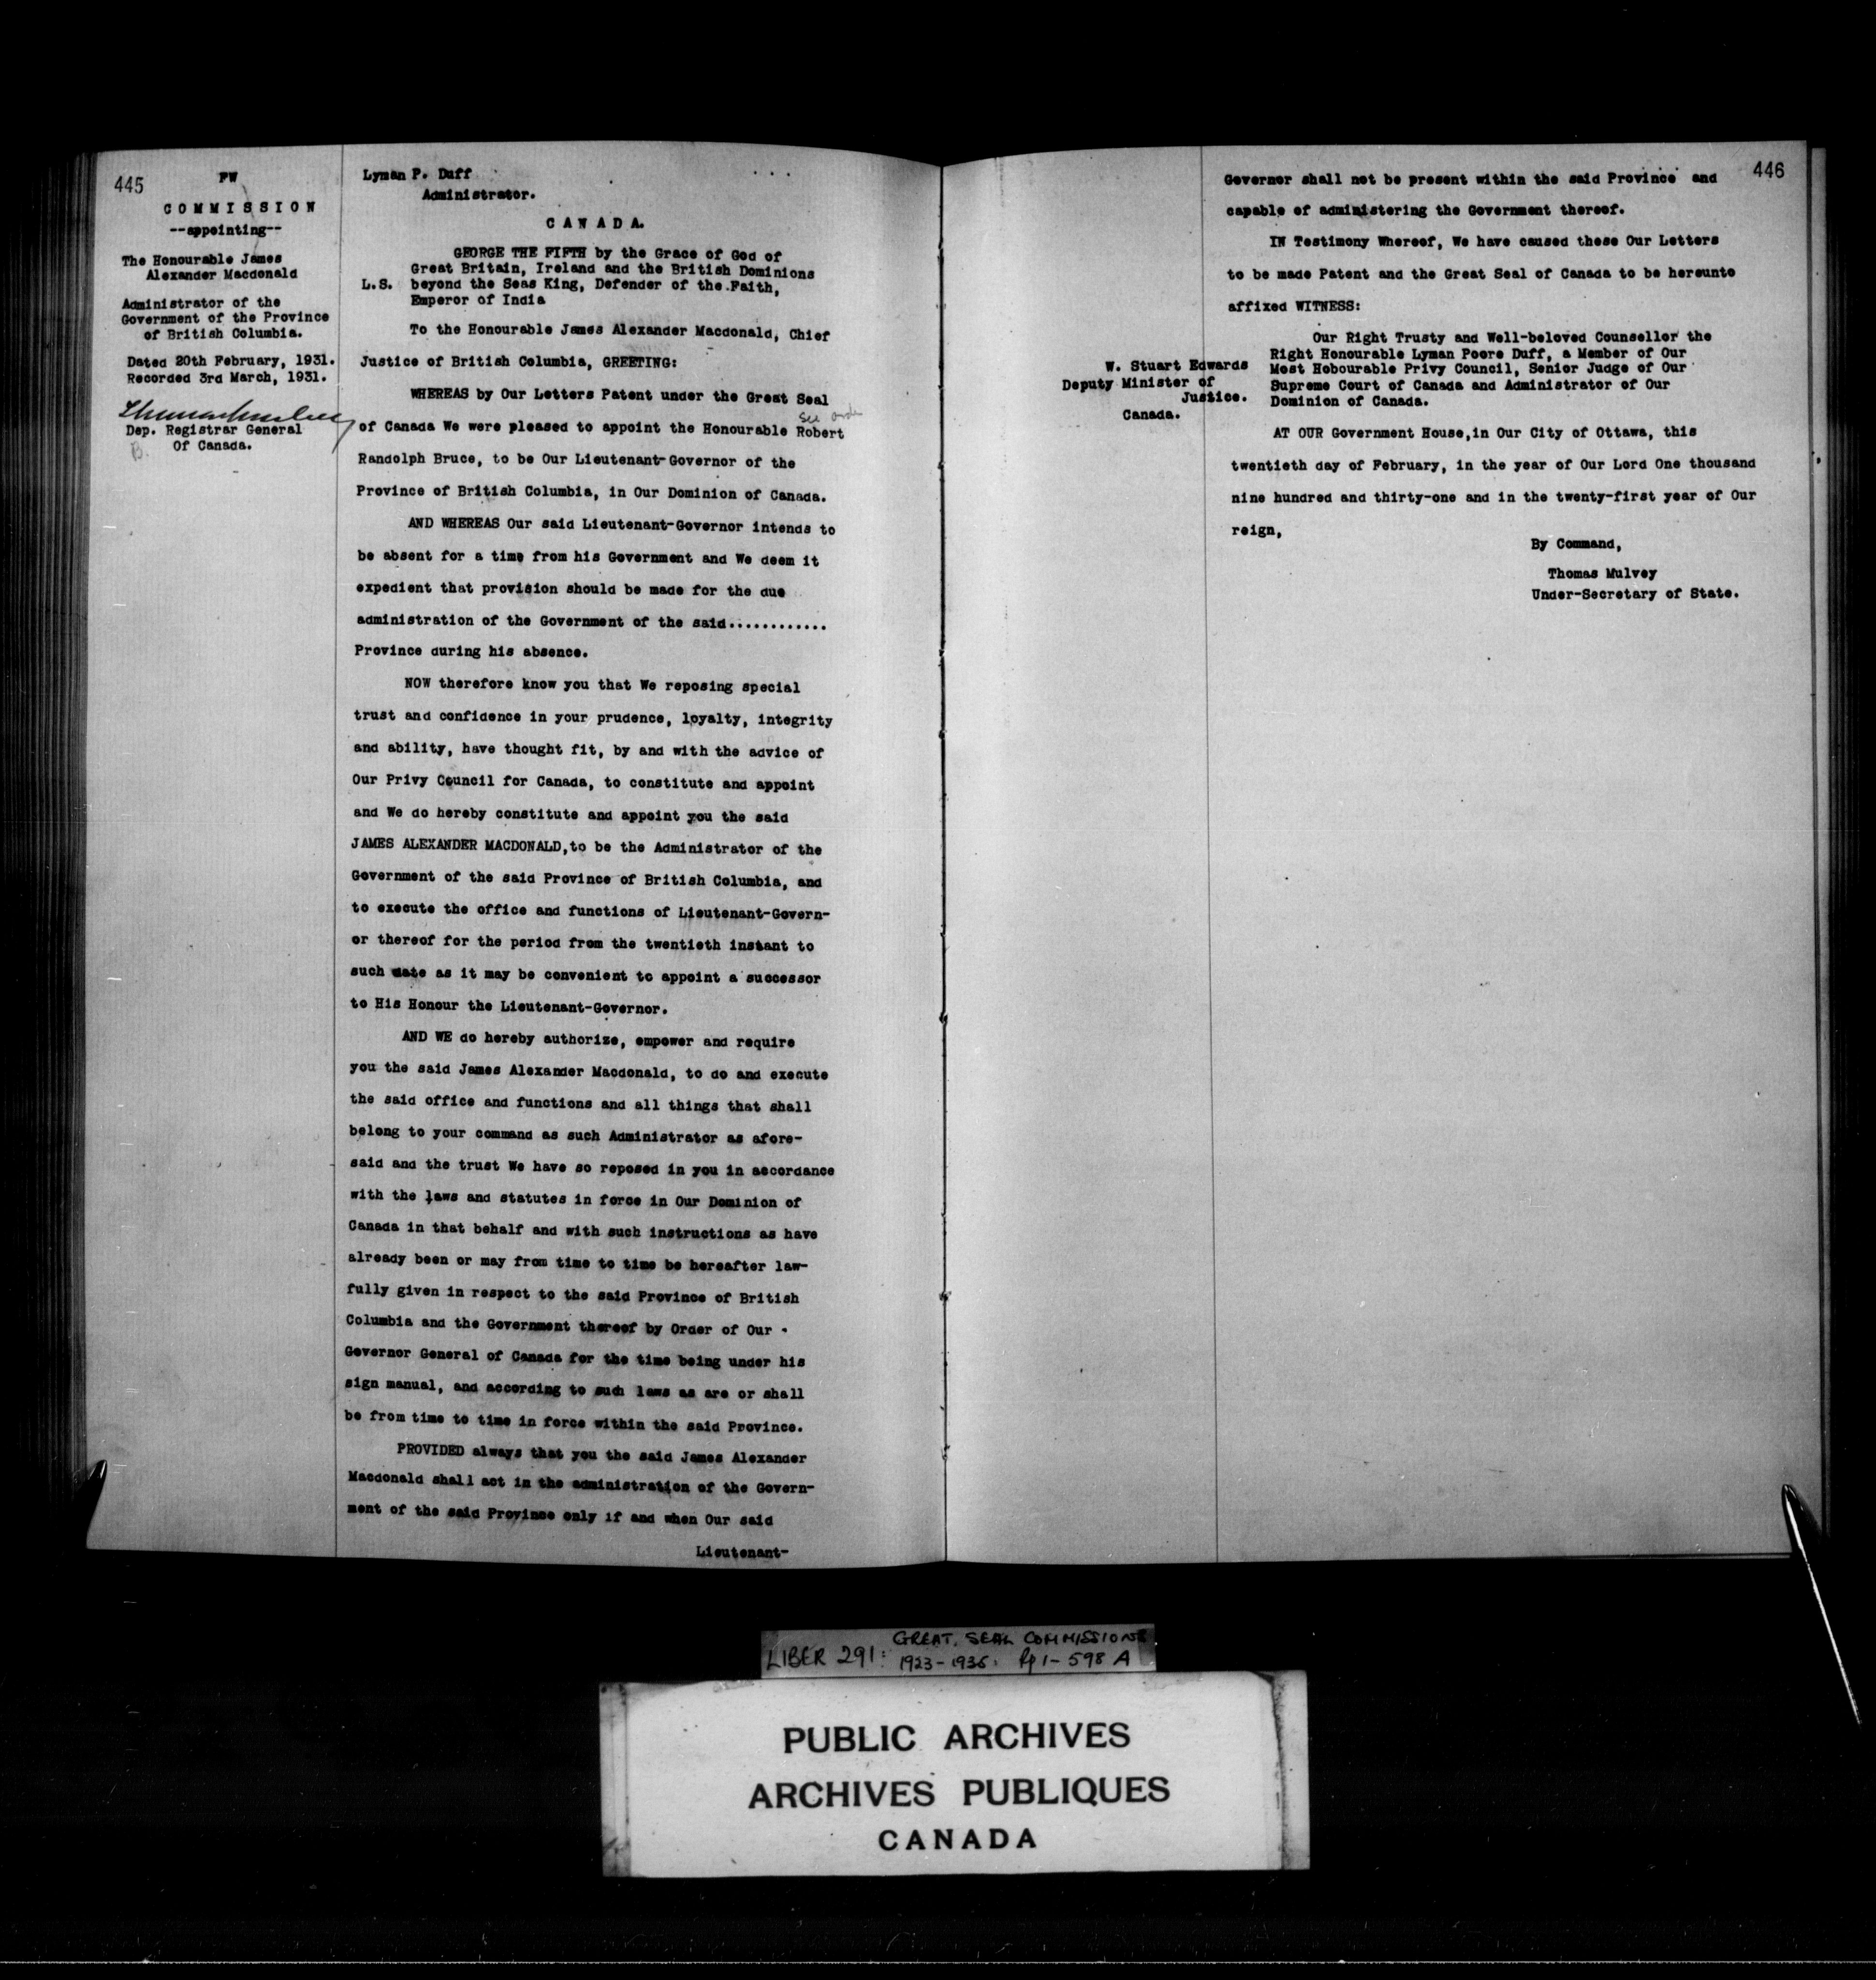 445
PW
COMMISSION
--appointing--
The Honourable James
Alexander Macdonald
Administrator of the
Government of the Province
of British Columbia.
Dated 20th February, 1931.
Recorded 3rd March, 1931.
Dep. Registrar General
Of Canada.
Lyman P. Duff
Administrator.
CANADA.
GEORGE THE FIFTH by the Grace of God of
Great Britain, Ireland and the British Dominions
L.S. beyond the Seas King, Defender of the Faith,
Emperor of India
To the Honourable James Alexander Macdonald, Chief
Justice of British Columbia, GREETING:
WHEREAS by Our Letters Patent under the Great Seal
See
of Canada We were pleased to appoint the Honourable Robert
Randolph Bruce, to be Our Lieutenant-Governor of the
Province of British Columbia, in Our Dominion of Canada.
AND WHEREAS Our said Lieutenant-Governor intends to
be absent for a time from his Government and We deem it
expedient that provision should be made for the due
administration of the Government of the said............
Province during his absence.
NOW therefore know you that We reposing special
trust and confidence in your prudence, loyalty, integrity
and ability, have thought fit, by and with the advice of
Our Privy Council for Canada, to constitute and appoint
and We do hereby constitute and appoint you the said
JAMES ALEXANDER MACDONALD,to be the Administrator of the
Government of the said Province of British Columbia, and
to execute the office and functions of Lieutenant-Govern-
or thereof for the period from the twentieth instant to
such date as it may be convenient to appoint a successor
to His Honour the Lieutenant-Governor.
AND WE do hereby authorize, empower and require
you the said James Alexander Macdonald, to do and execute
the said office and functions and all things that shall
belong to your command as such Administrator as afore-
said and the trust We have so reposed in you in accordance
with the laws and statutes in force in Our Dominion of
Canada in that behalf and with such instructions as have
already been or may from time to time be hereafter law-
fully given in respect to the said Province of British
Columbia and the Government thereof by Order of Our
Governor General of Canada for the time being under his
sign manual, and according to such laws as are or shall
be from time to time in force within the said Province.
PROVIDED always that you the said James Alexander
Macdonald shall act in the administration of the Govern-
ment of the said Province only if and when Our said
Lieutenant-
446
Governor shall not be present within the said Province and
capable of administering the Government thereof.
IN Testimony Whereof, We have caused these Our Letters
to be made Patent and the Great Seal of Canada to be hereunto
affixed WITNESS:
W. Stuart Edwards
Deputy Minister of
Justice.
Canada.
Our Right Trusty and Well-beloved Counsellor the
Right Honourable Lyman Poore Duff, a Member of Our
Most Hobourable Privy Council, Senior Judge of Our
Supreme Court of Canada and Administrator of Our
Dominion of Canada.
AT OUR Government House,in Our City of Ottawa, this
twentieth day of February, in the year of Our Lord One thousand
nine hundred and thirty-one and in the twenty-first year of Our
reign,
By Command,
Thomas Mulvey
Under-Secretary of State.
LIBER 291: GREAT SEAL COMMISSIONS
1923-1936: Pp 1-598 A
PUBLIC ARCHIVES
ARCHIVES PUBLIQUES
CANADA